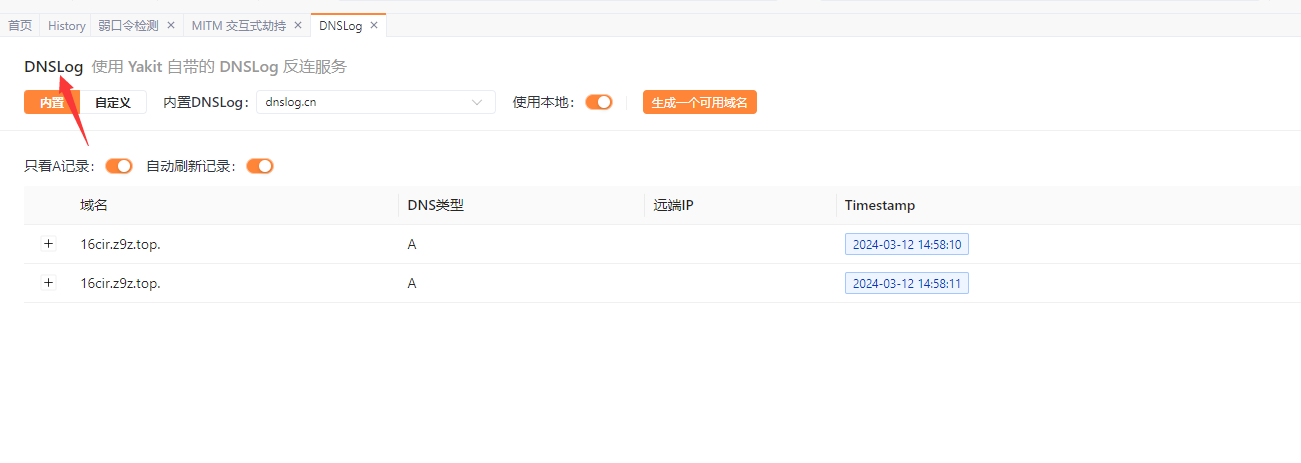 首页 History 弱口令检测 × MITM 交互式劫持 × DNSLog ×
DNSLog 使用 Yakit 自带的 DNSLog 反连服务
内置 自定义 内置DNSLog： dnslog.cn 使用本地： 生成一个可用域名
只看A记录： 自动刷新记录：
域名 DNS类型 远端IP Timestamp
+ 16cir.z9z.top. A 2024-03-12 14:58:10
+ 16cir.z9z.top. A 2024-03-12 14:58:11